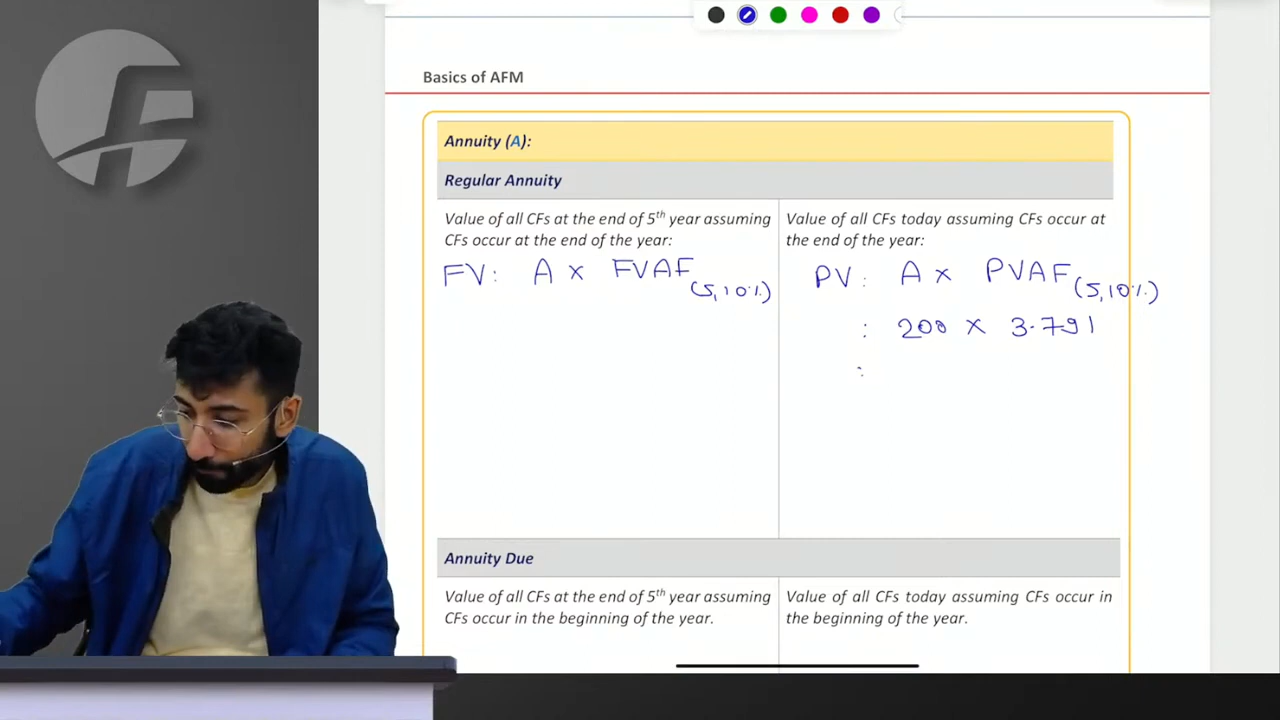 Basics of AFM
Annuity (A):
Regular Annuity
Value of all CFs at the end of 5th year assuming
CFs occur at the end of the year:
FV: A x FVAF(5,10%)
Value of all CFs today assuming CFs occur at
the end of the year:
PV: A x PVAF(5,10%)
: 200 x 3.791
:
Annuity Due
Value of all CFs at the end of 5th year assuming
CFs occur in the beginning of the year.
Value of all CFs today assuming CFs occur in
the beginning of the year.